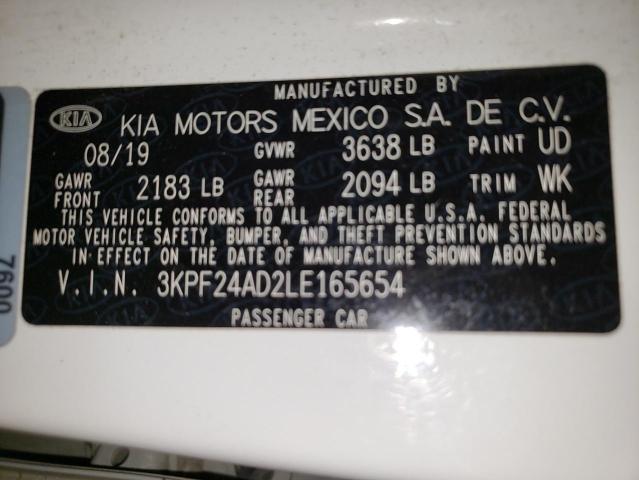 MANUFACTURED BY
KIA KIA MOTORS MEXICO S.A. DE C.V.
08/19 GVWR 3638 LB PAINT UD
GAWR FRONT 2183 LB GAWR REAR 2094 LB TRIM WK
THIS VEHICLE CONFORMS TO ALL APPLICABLE U.S.A. FEDERAL
MOTOR VEHICLE SAFETY, BUMPER, AND THEFT PREVENTION STANDARDS
IN EFFECT ON THE DATE OF MANUFACTURE SHOWN ABOVE.
V.I.N. 3KPF24AD2LE165654
PASSENGER CAR